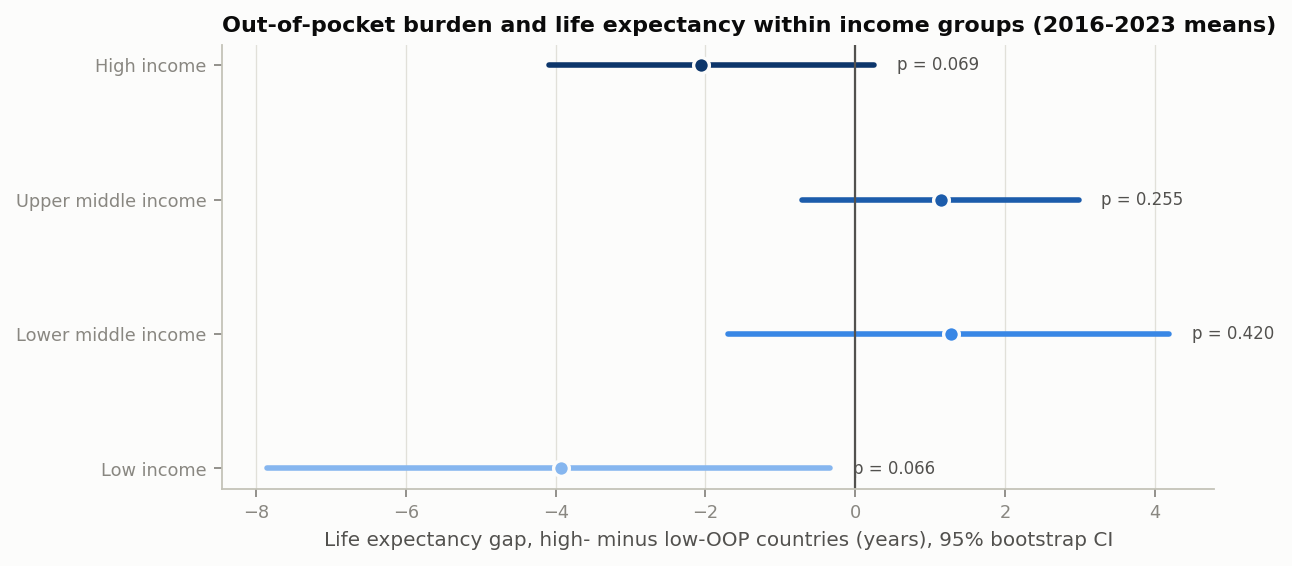 Out-of-pocket burden and life expectancy within income groups (2016-2023 means)
High income
p = 0.069
Upper middle income
p = 0.255
Lower middle income
p = 0.420
Low income
p = 0.066
−8 −6 −4 −2 0 2 4
Life expectancy gap, high- minus low-OOP countries (years), 95% bootstrap CI